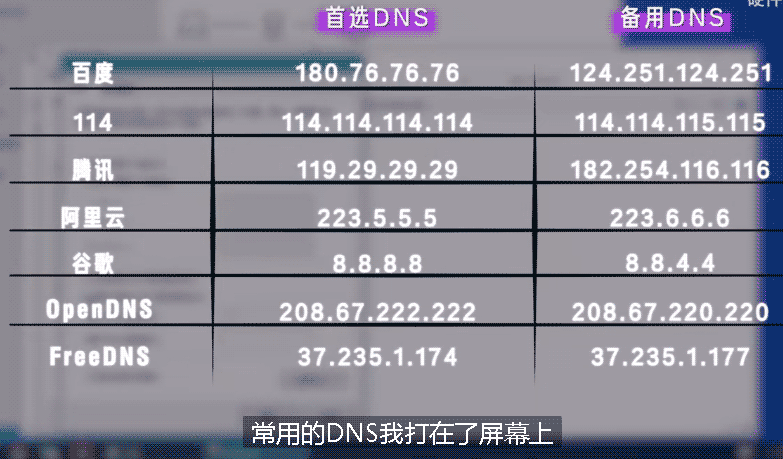 硬件
首选DNS 备用DNS
百度 180.76.76.76 124.251.124.251
114 114.114.114.114 114.114.115.115
腾讯 119.29.29.29 182.254.116.116
阿里云 223.5.5.5 223.6.6.6
谷歌 8.8.8.8 8.8.4.4
OpenDNS 208.67.222.222 208.67.220.220
FreeDNS 37.235.1.174 37.235.1.177
常用的DNS我打在了屏幕上